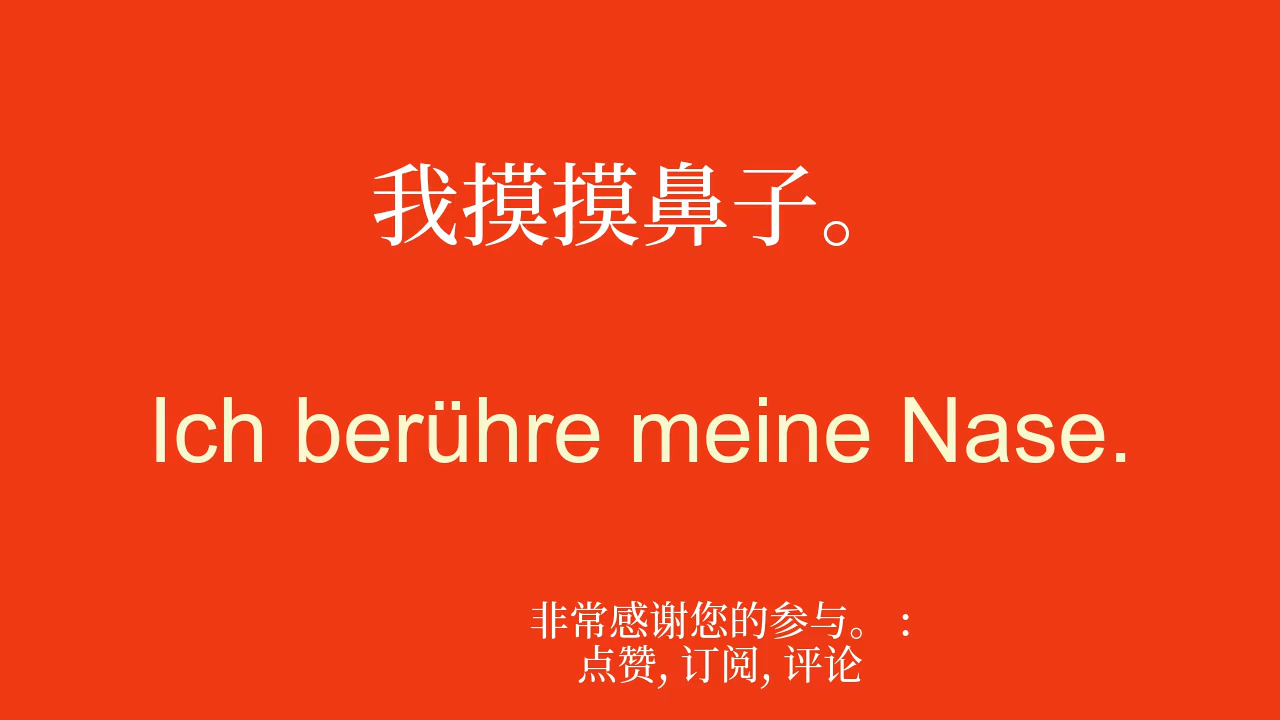 我摸摸鼻子。
Ich berühre meine Nase.
非常感谢您的参与。 :
点赞, 订阅, 评论